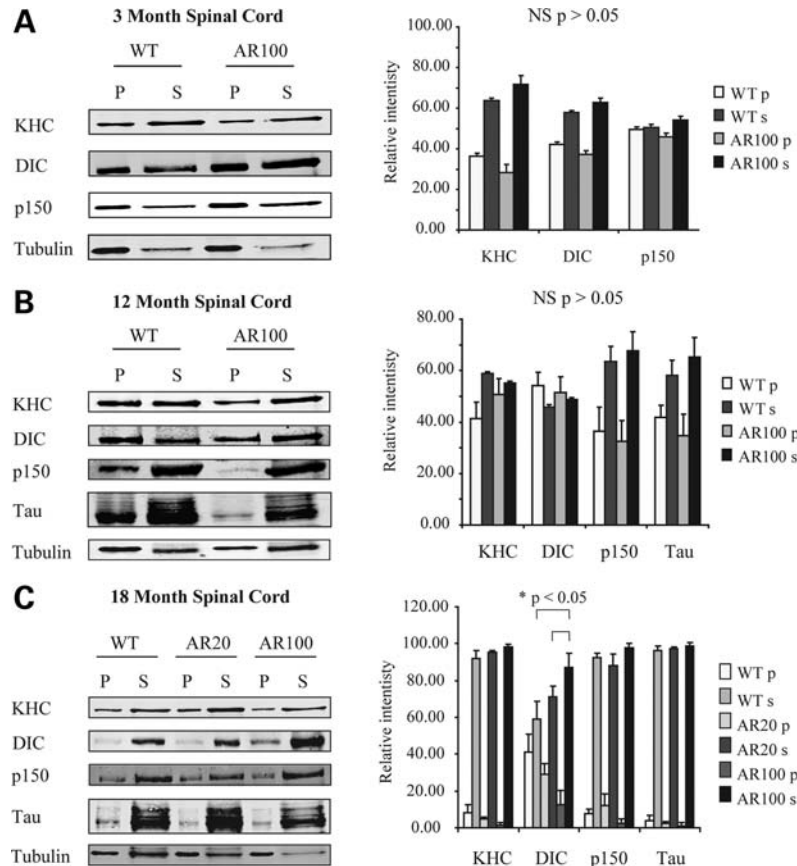 A
3 Month Spinal Cord
WT AR100
P S P S
KHC
DIC
p150
Tubulin
NS p > 0.05
Relative intentisty
100.00
80.00
60.00
40.00
20.00
0.00
KHC DIC p150
WT p
WT s
AR100 p
AR100 s
B
12 Month Spinal Cord
WT AR100
P S P S
KHC
DIC
p150
Tau
Tubulin
NS p > 0.05
Relative intentisty
80.00
60.00
40.00
20.00
0.00
KHC DIC p150 Tau
WT p
WT s
AR100 p
AR100 s
C
18 Month Spinal Cord
WT AR20 AR100
P S P S P S
KHC
DIC
p150
Tau
Tubulin
* p < 0.05
Relative intentisty
120.00
100.00
80.00
60.00
40.00
20.00
0.00
KHC DIC p150 Tau
WT p
WT s
AR20 p
AR20 s
AR100 p
AR100 s